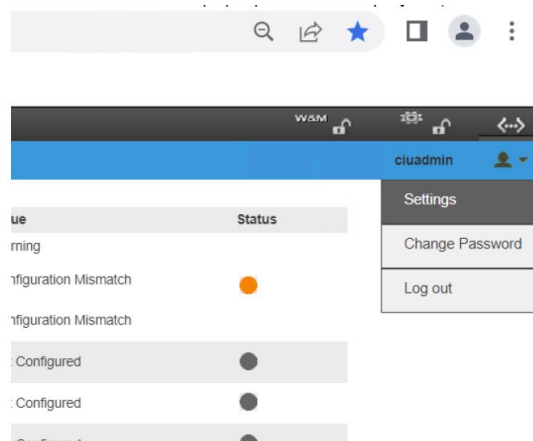 W&M
ciuadmin
Settings
ue Status
rning
Change Password
nfiguration Mismatch
Log out
nfiguration Mismatch
t Configured
t Configured